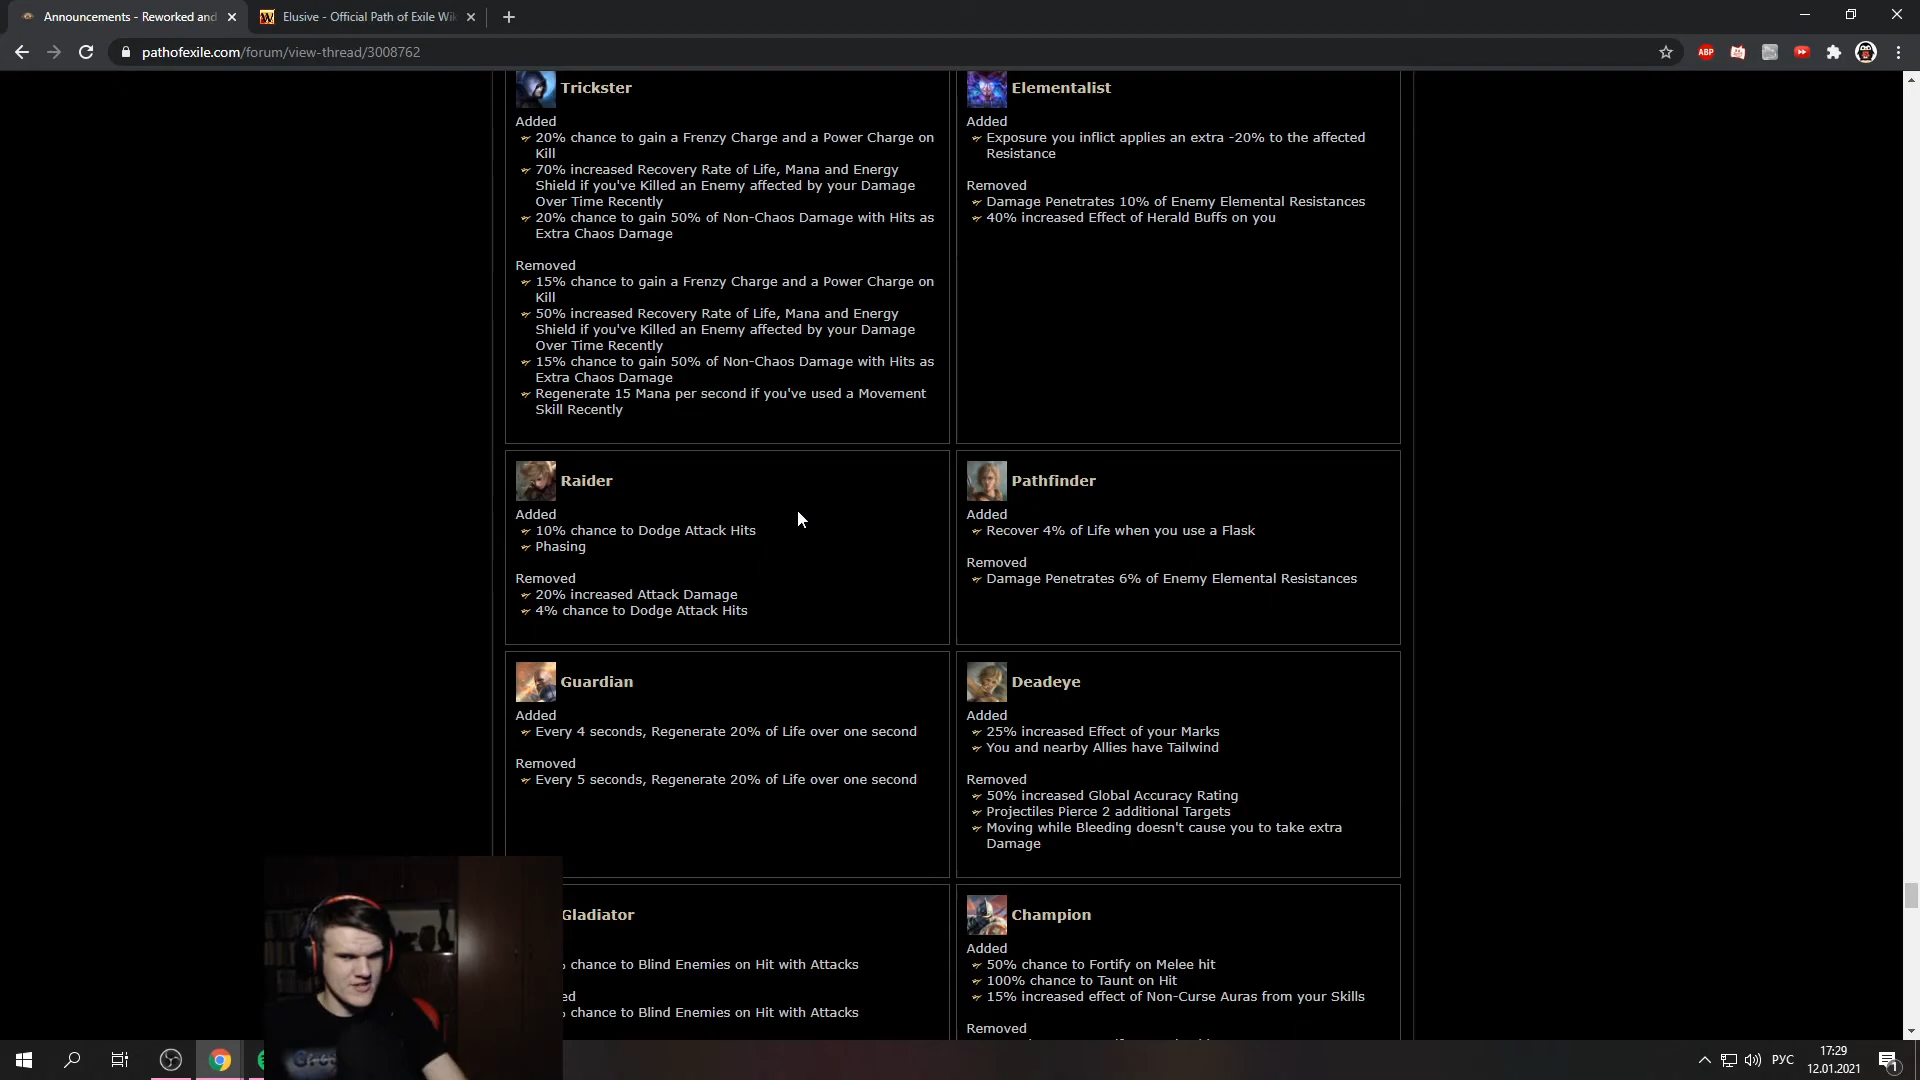 Announcements - Reworked and
Elusive - Official Path of Exile Wik
pathofexile.com/forum/view-thread/3008762
ABP
Trickster
Added
20% chance to gain a Frenzy Charge and a Power Charge on
Kill
70% increased Recovery Rate of Life, Mana and Energy
Shield if you've Killed an Enemy affected by your Damage
Over Time Recently
20% chance to gain 50% of Non-Chaos Damage with Hits as
Extra Chaos Damage
Removed
15% chance to gain a Frenzy Charge and a Power Charge on
Kill
50% increased Recovery Rate of Life, Mana and Energy
Shield if you've Killed an Enemy affected by your Damage
Over Time Recently
15% chance to gain 50% of Non-Chaos Damage with Hits as
Extra Chaos Damage
Regenerate 15 Mana per second if you've used a Movement
Skill Recently
Elementalist
Added
Exposure you inflict applies an extra -20% to the affected
Resistance
Removed
Damage Penetrates 10% of Enemy Elemental Resistances
40% increased Effect of Herald Buffs on you
Raider
Added
10% chance to Dodge Attack Hits
Phasing
Removed
20% increased Attack Damage
4% chance to Dodge Attack Hits
Pathfinder
Added
Recover 4% of Life when you use a Flask
Removed
Damage Penetrates 6% of Enemy Elemental Resistances
Guardian
Added
Every 4 seconds, Regenerate 20% of Life over one second
Removed
Every 5 seconds, Regenerate 20% of Life over one second
Deadeye
Added
25% increased Effect of your Marks
You and nearby Allies have Tailwind
Removed
50% increased Global Accuracy Rating
Projectiles Pierce 2 additional Targets
Moving while Bleeding doesn't cause you to take extra
Damage
Gladiator
chance to Blind Enemies on Hit with Attacks
ed
chance to Blind Enemies on Hit with Attacks
Champion
Added
50% chance to Fortify on Melee hit
100% chance to Taunt on Hit
15% increased effect of Non-Curse Auras from your Skills
Removed
РУС
17:29
12.01.2021
1